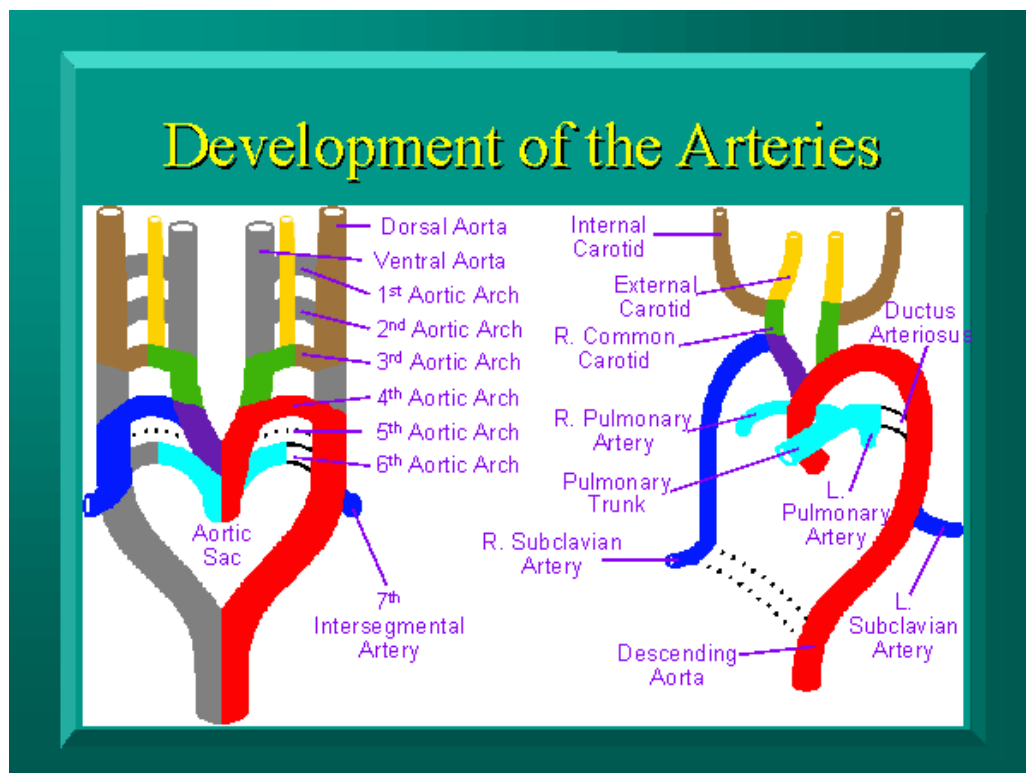 Development of the Arteries
Dorsal Aorta
Ventral Aorta
1st Aortic Arch
2nd Aortic Arch
3rd Aortic Arch
4th Aortic Arch
5th Aortic Arch
6th Aortic Arch
Aortic
Sac
7th
Intersegmental
Artery
Internal
Carotid
External
Carotid
R. Common
Carotid
Ductus
Arteriosus
R. Pulmonary
Artery
Pulmonary
Trunk
L.
Pulmonary
Artery
R. Subclavian
Artery
L.
Subclavian
Artery
Descending
Aorta